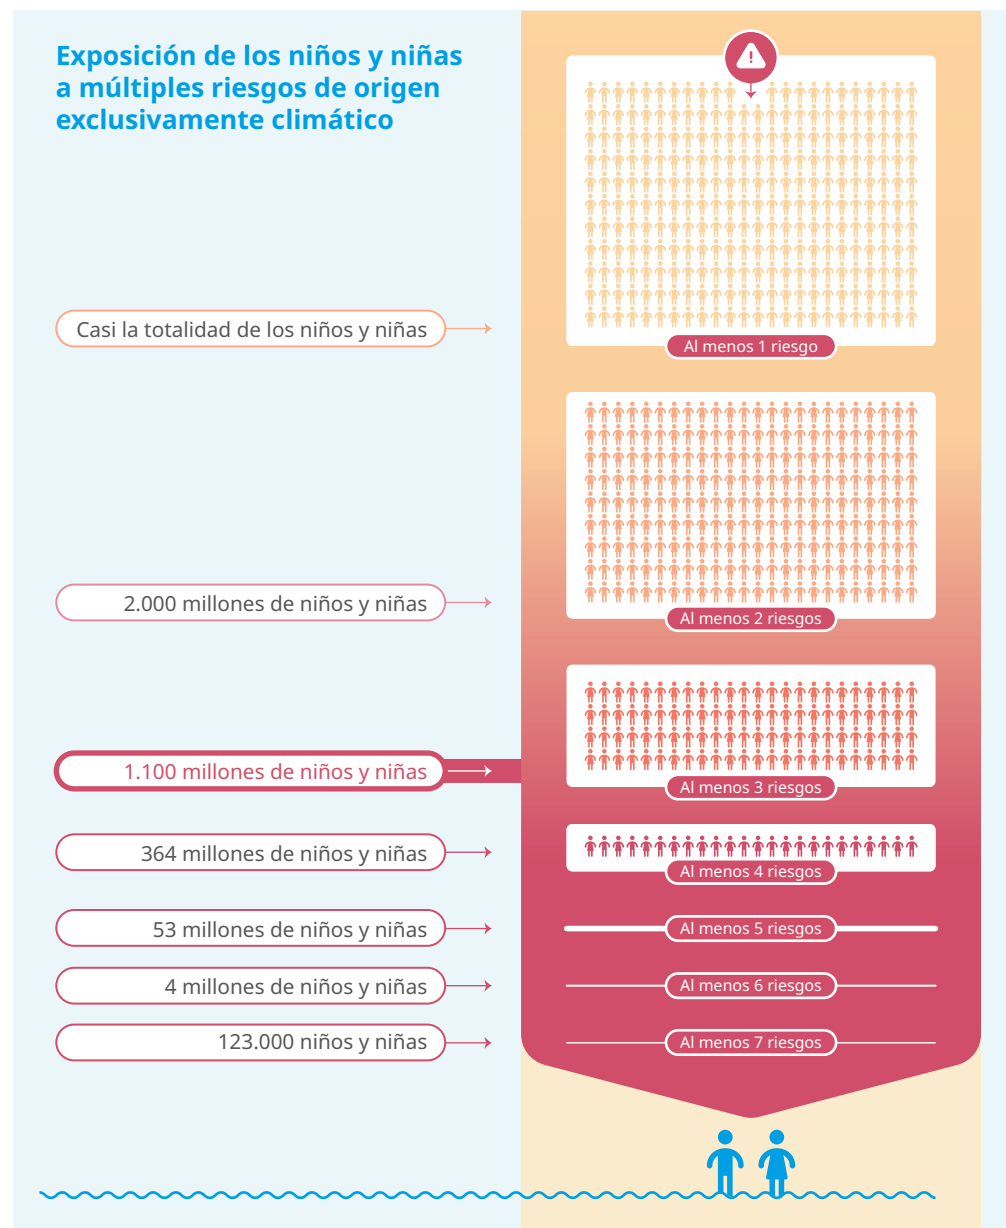 Exposición de los niños y niñas
a múltiples riesgos de origen
exclusivamente climático
!
Casi la totalidad de los niños y niñas
Al menos 1 riesgo
2.000 millones de niños y niñas
Al menos 2 riesgos
1.100 millones de niños y niñas
Al menos 3 riesgos
364 millones de niños y niñas
Al menos 4 riesgos
53 millones de niños y niñas
Al menos 5 riesgos
4 millones de niños y niñas
Al menos 6 riesgos
123.000 niños y niñas
Al menos 7 riesgos